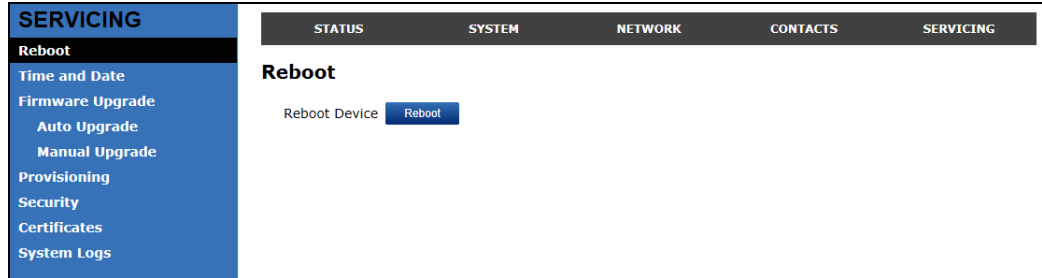 SERVICING
Reboot
Time and Date
Firmware Upgrade
Auto Upgrade
Manual Upgrade
Provisioning
Security
Certificates
System Logs
STATUS SYSTEM NETWORK CONTACTS SERVICING
Reboot
Reboot Device Reboot